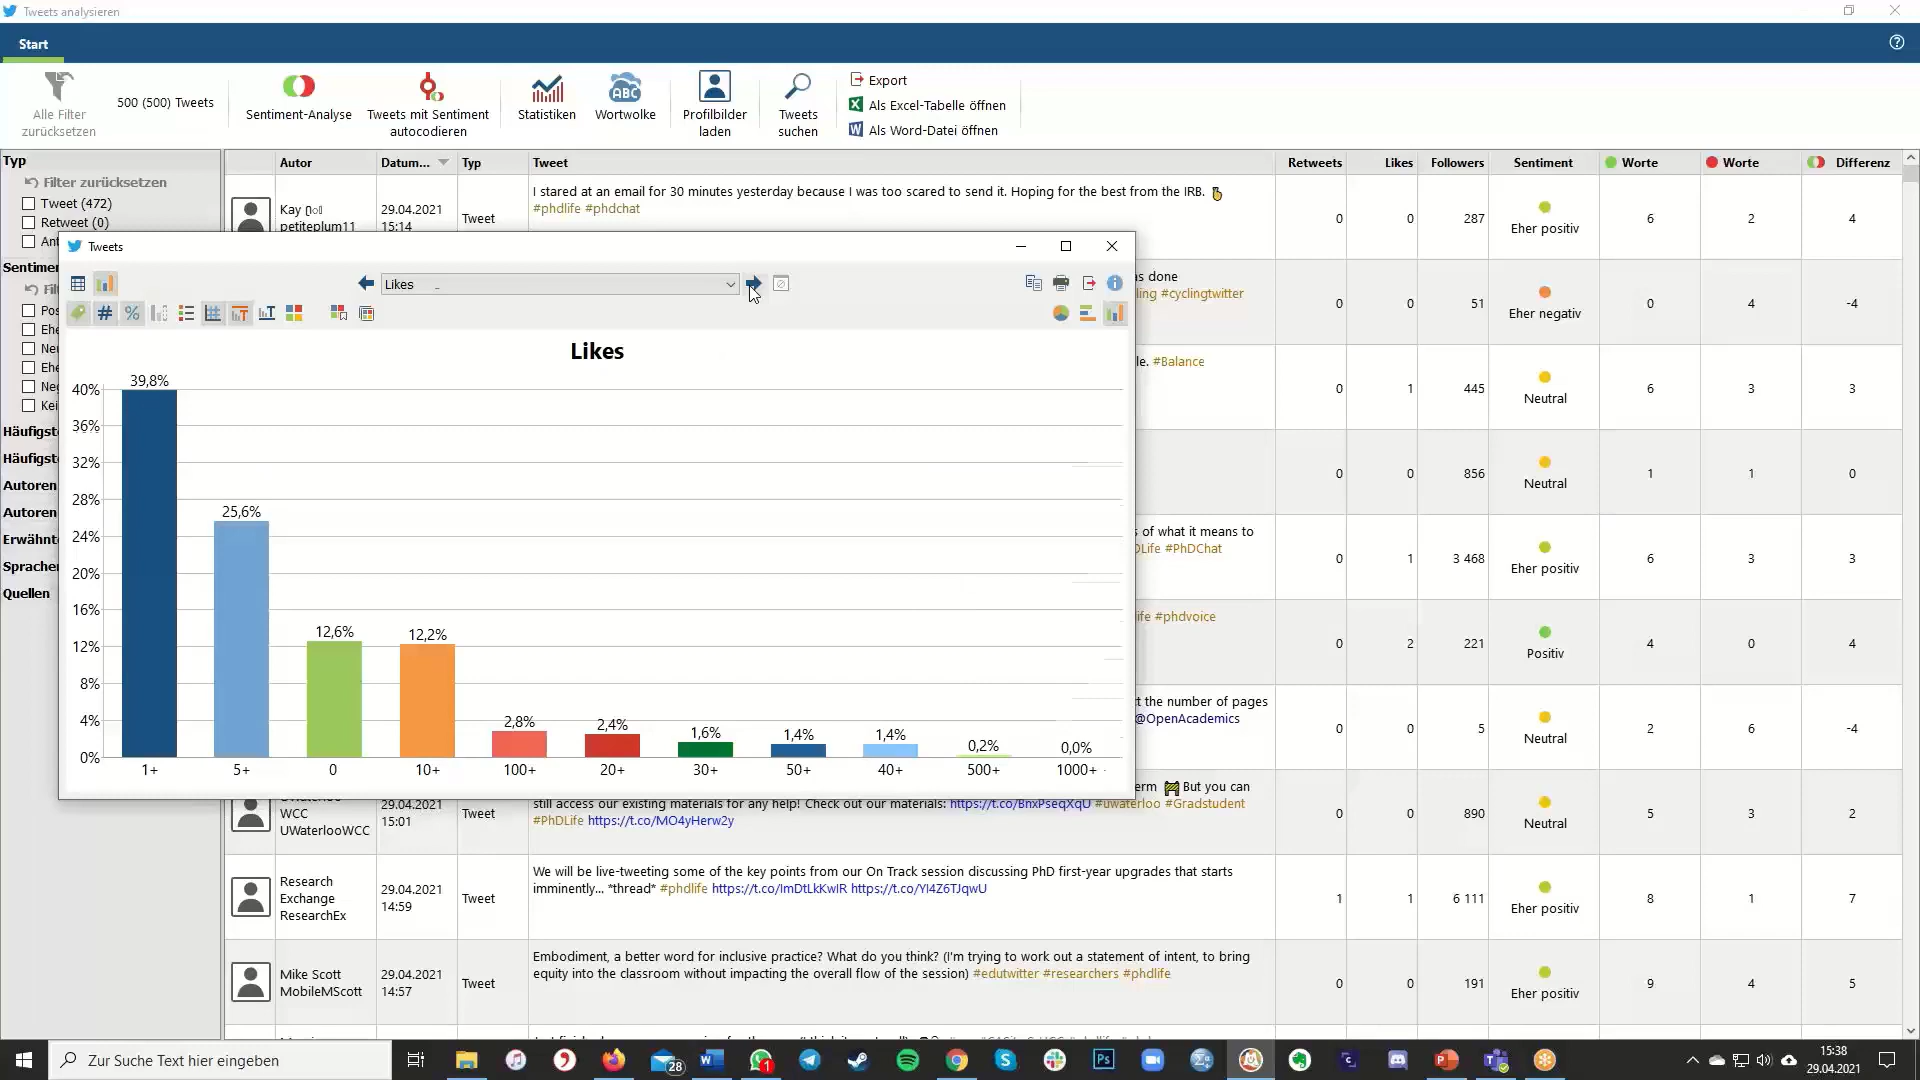 Tweets analysieren
Start
Alle Filter
zurücksetzen
500 (500) Tweets
Sentiment-Analyse
Tweets mit Sentiment
autocodieren
Statistiken
Wortwolke
Profilbilder
laden
Tweets
suchen
Export
Als Excel-Tabelle öffnen
Als Word-Datei öffnen
Typ
Filter zurücksetzen
Tweet (472)
Retweet (0)
Autor
Datum...
Typ
Tweet
Retweets
Likes
Followers
Sentiment
Worte
Worte
Differenz
Kay
petiteplum11
29.04.2021
15:14
Tweet
I stared at an email for 30 minutes yesterday because I was too scared to send it. Hoping for the best from the IRB.
#phdlife #phdchat
0 0 287 Eher positiv 6 2 4
Häufigst
Häufigst
Autoren
Autoren
Erwähnt
Sprachen
Quellen
Tweets
Likes
Likes
40%
36%
32%
28%
24%
20%
16%
12%
8%
4%
0%
39,8%
25,6%
12,6%
12,2%
2,8%
2,4%
1,6%
1,4%
1,4%
0,2%
0,0%
1+ 5+ 0 10+ 100+ 20+ 30+ 50+ 40+ 500+ 1000+
s done
#cyclingtwitter
0 0 51 Eher negativ 0 4 -4
le. #Balance
0 1 445 Neutral 6 3 3
0 0 856 Neutral 1 1 0
s of what it means to
#PhDChat
0 1 3 468 Eher positiv 6 3 3
#phdvoice
0 2 221 Positiv 4 0 4
the number of pages
@OpenAcademics
0 0 5 Neutral 2 6 -4
WCC
UWaterlooWCC
29.04.2021
15:01
Tweet
erm But you can
still access our existing materials for any help! Check out our materials: https://t.co/BnxPseqXqU #uwaterloo #Gradstudent
#PhDLife https://t.co/MO4yHerw2y
0 0 890 Neutral 5 3 2
Research
Exchange
ResearchEx
29.04.2021
14:59
Tweet
We will be live-tweeting some of the key points from our On Track session discussing PhD first-year upgrades that starts
imminently... *thread* #phdlife https://t.co/ImDtLkKwIR https://t.co/YI4Z6TJqwU
1 1 6 111 Eher positiv 8 1 7
Mike Scott
MobileMScott
29.04.2021
14:57
Tweet
Embodiment, a better word for inclusive practice? What do you think? (I'm trying to work out a statement of intent, to bring
equity into the classroom without impacting the overall flow of the session) #edutwitter #researchers #phdlife
0 0 191 Eher positiv 9 4 5
Zur Suche Text hier eingeben
28
1
15:38
29.04.2021